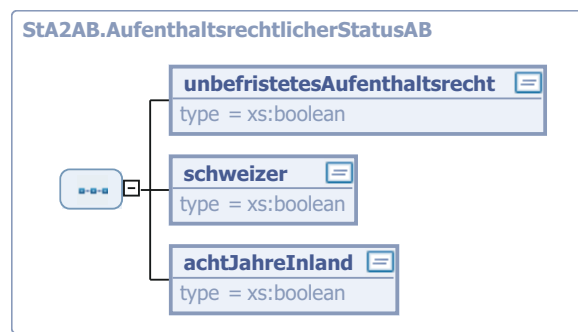 StA2AB.AufenthaltsrechtlicherStatusAB
unbefristetesAufenthaltsrecht
type = xs:boolean
schweizer
type = xs:boolean
achtJahreInland
type = xs:boolean